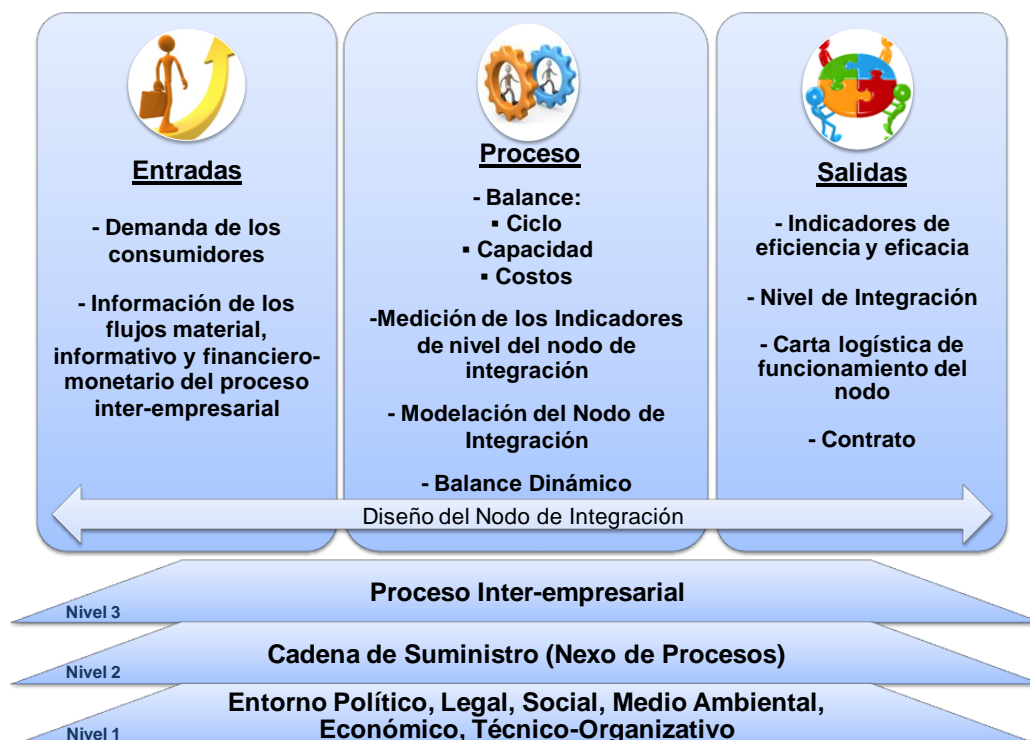 Entradas
- Demanda de los
consumidores
- Información de los
flujos material,
informativo y financiero-
monetario del proceso
inter-empresarial
Proceso
- Balance:
▪ Ciclo
▪ Capacidad
▪ Costos
-Medición de los Indicadores
de nivel del nodo de
integración
- Modelación del Nodo de
Integración
- Balance Dinámico
Salidas
- Indicadores de
eficiencia y eficacia
- Nivel de Integración
- Carta logística de
funcionamiento del
nodo
- Contrato
Diseño del Nodo de Integración
Proceso Inter-empresarial
Nivel 3
Cadena de Suministro (Nexo de Procesos)
Nivel 2
Entorno Político, Legal, Social, Medio Ambiental,
Económico, Técnico-Organizativo
Nivel 1